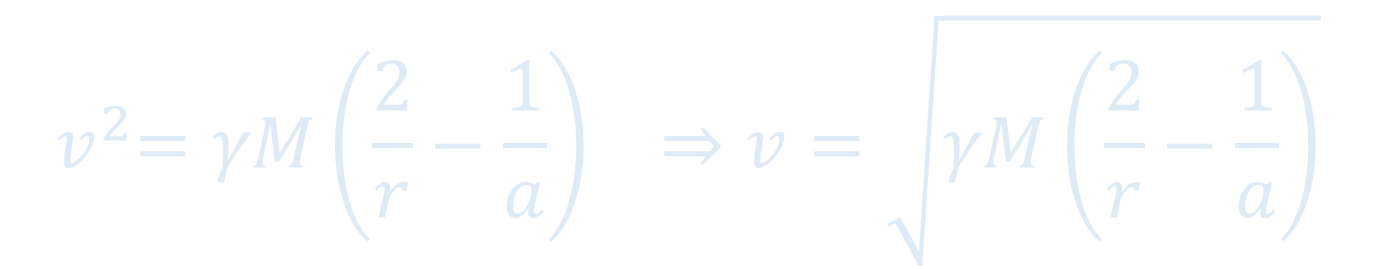 v² = γM(2/r − 1/a) ⇒ v = √(γM(2/r − 1/a))